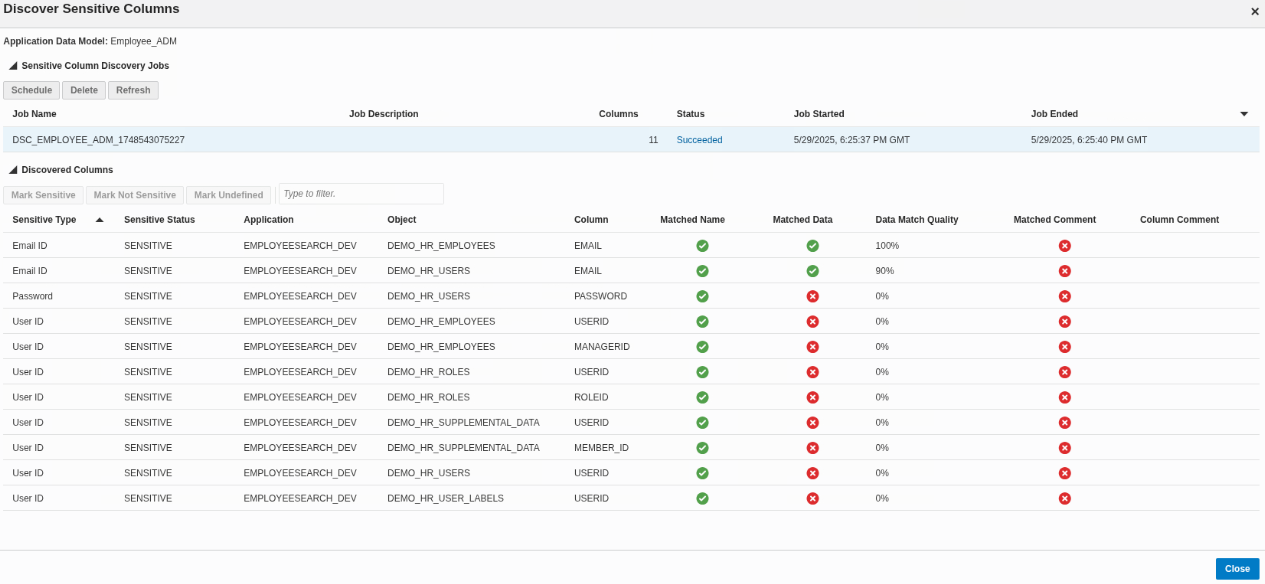 Discover Sensitive Columns
Application Data Model: Employee_ADM
Sensitive Column Discovery Jobs
Schedule Delete Refresh
Job Name Job Description Columns Status Job Started Job Ended
DSC_EMPLOYEE_ADM_1748543075227 11 Succeeded 5/29/2025, 6:25:37 PM GMT 5/29/2025, 6:25:40 PM GMT
Discovered Columns
Mark Sensitive Mark Not Sensitive Mark Undefined Type to filter.
Sensitive Type Sensitive Status Application Object Column Matched Name Matched Data Data Match Quality Matched Comment Column Comment
Email ID SENSITIVE EMPLOYEESEARCH_DEV DEMO_HR_EMPLOYEES EMAIL 100%
Email ID SENSITIVE EMPLOYEESEARCH_DEV DEMO_HR_USERS EMAIL 90%
Password SENSITIVE EMPLOYEESEARCH_DEV DEMO_HR_USERS PASSWORD 0%
User ID SENSITIVE EMPLOYEESEARCH_DEV DEMO_HR_EMPLOYEES USERID 0%
User ID SENSITIVE EMPLOYEESEARCH_DEV DEMO_HR_EMPLOYEES MANAGERID 0%
User ID SENSITIVE EMPLOYEESEARCH_DEV DEMO_HR_ROLES USERID 0%
User ID SENSITIVE EMPLOYEESEARCH_DEV DEMO_HR_ROLES ROLEID 0%
User ID SENSITIVE EMPLOYEESEARCH_DEV DEMO_HR_SUPPLEMENTAL_DATA USERID 0%
User ID SENSITIVE EMPLOYEESEARCH_DEV DEMO_HR_SUPPLEMENTAL_DATA MEMBER_ID 0%
User ID SENSITIVE EMPLOYEESEARCH_DEV DEMO_HR_USERS USERID 0%
User ID SENSITIVE EMPLOYEESEARCH_DEV DEMO_HR_USER_LABELS USERID 0%
Close